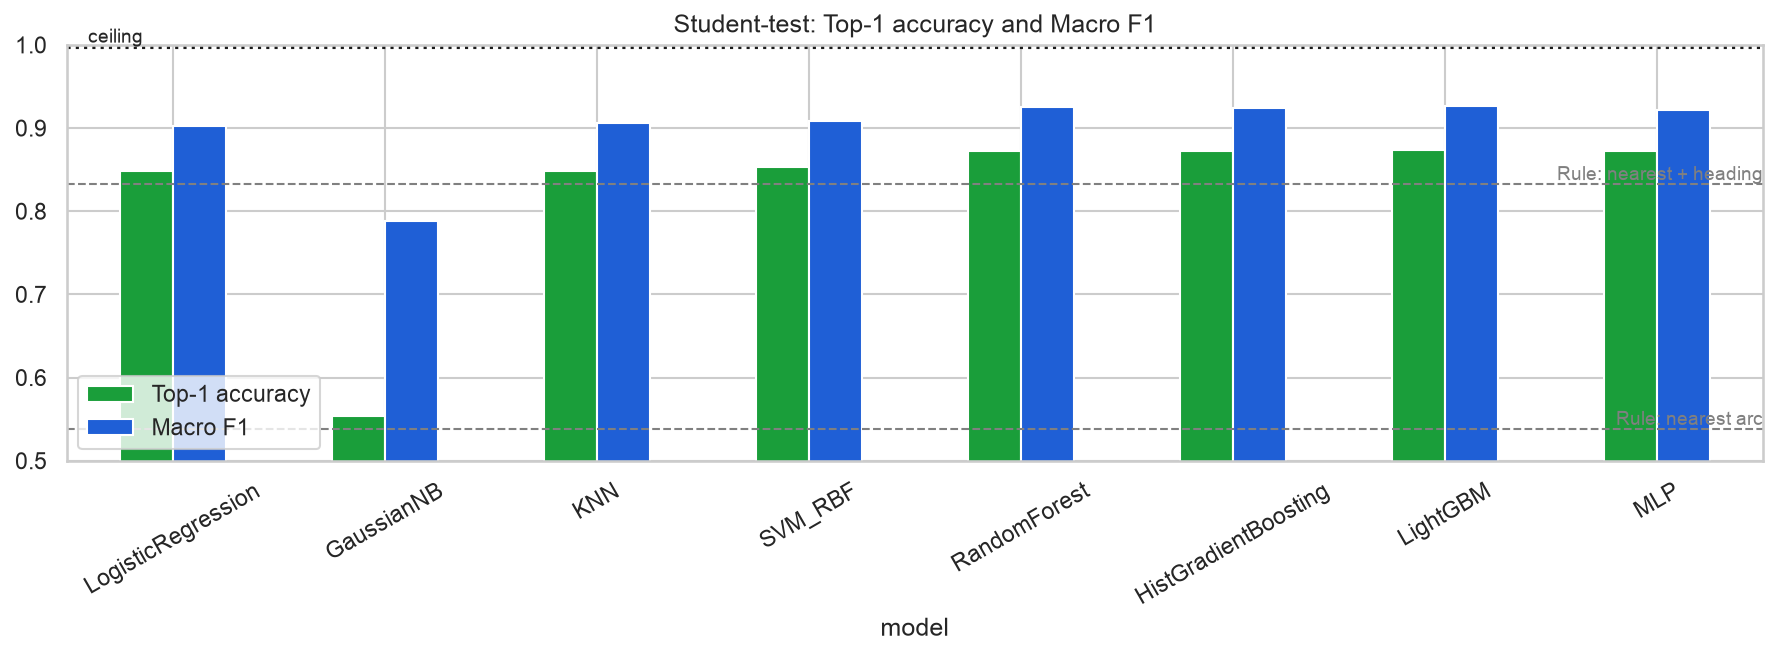 Student-test: Top-1 accuracy and Macro F1
ceiling
1.0
0.9
Rule: nearest + heading
0.8
0.7
0.6
Top-1 accuracy
Macro F1
Rule: nearest arc
0.5
LogisticRegression
GaussianNB
KNN
SVM_RBF
RandomForest
HistGradientBoosting
LightGBM
MLP
model